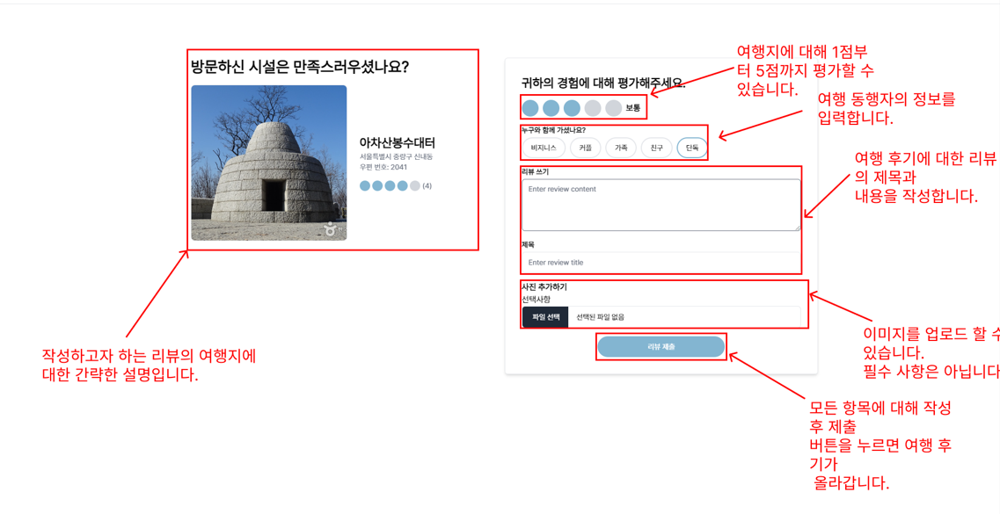 방문하신 시설은 만족스러우셨나요?
아차산봉수대터
서울특별시 중랑구 신내동
우편 번호: 2041
(4)
작성하고자 하는 리뷰의 여행지에
대한 간략한 설명입니다.
귀하의 경험에 대해 평가해주세요.
보통
누구와 함께 가셨나요?
비지니스
커플
가족
친구
단독
리뷰 쓰기
Enter review content
제목
Enter review title
사진 추가하기
선택사항
파일 선택
선택된 파일 없음
리뷰 제출
여행지에 대해 1점부
터 5점까지 평가할 수
있습니다.
여행 동행자의 정보를
입력합니다.
여행 후기에 대한 리뷰
의 제목과
내용을 작성합니다.
이미지를 업로드 할 수
있습니다.
필수 사항은 아닙니다
모든 항목에 대해 작성
후 제출
버튼을 누르면 여행 후
기가
올라갑니다.